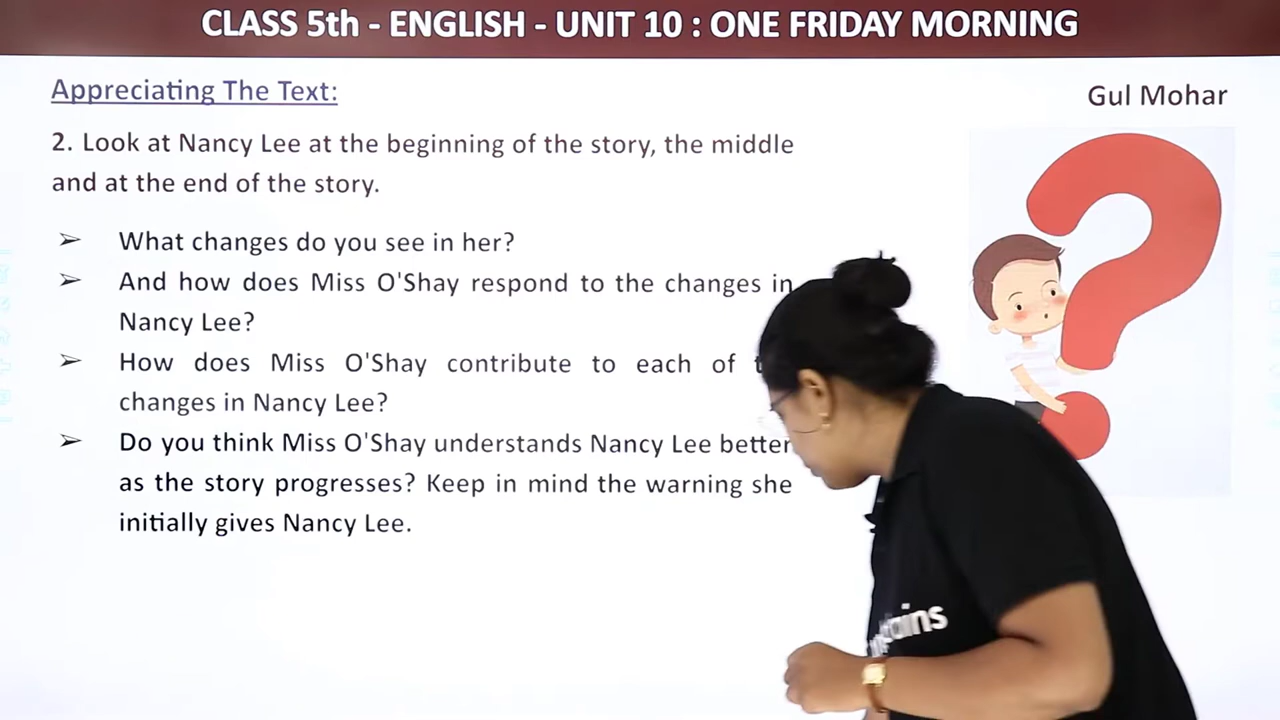 CLASS 5th - ENGLISH - UNIT 10 : ONE FRIDAY MORNING
Appreciating The Text:
Gul Mohar
2. Look at Nancy Lee at the beginning of the story, the middle
and at the end of the story.
➢ What changes do you see in her?
➢ And how does Miss O'Shay respond to the changes in
Nancy Lee?
➢ How does Miss O'Shay contribute to each of
changes in Nancy Lee?
➢ Do you think Miss O'Shay understands Nancy Lee better
as the story progresses? Keep in mind the warning she
initially gives Nancy Lee.